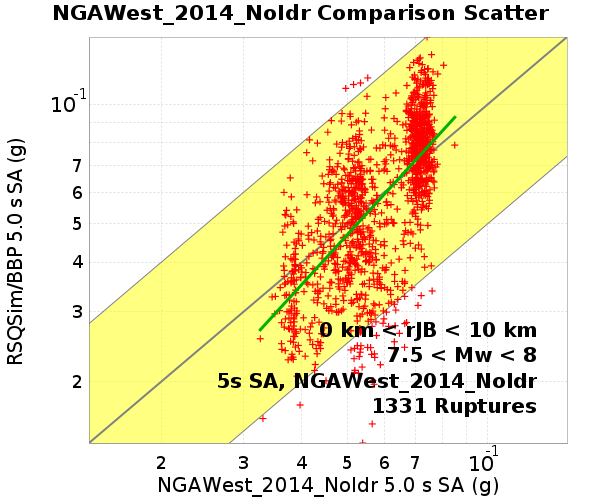 NGAWest_2014_NoIdr Comparison Scatter
RSQSim/BBP 5.0 s SA (g)
10-1
7
6
5
4
3
2
0 km < rJB < 10 km
7.5 < Mw < 8
5s SA, NGAWest_2014_NoIdr
1331 Ruptures
2 3 4 5 6 7 10-1
NGAWest_2014_NoIdr 5.0 s SA (g)